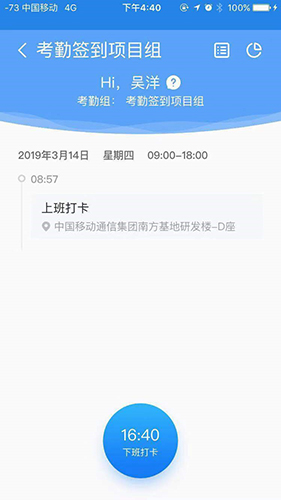 -73 中国移动 4G 下午4:40
考勤签到项目组
Hi，吴洋 ?
考勤组： 考勤签到项目组
2019年3月14日 星期四 09:00-18:00
08:57
上班打卡
中国移动通信集团南方基地研发楼-D座
16:40
下班打卡